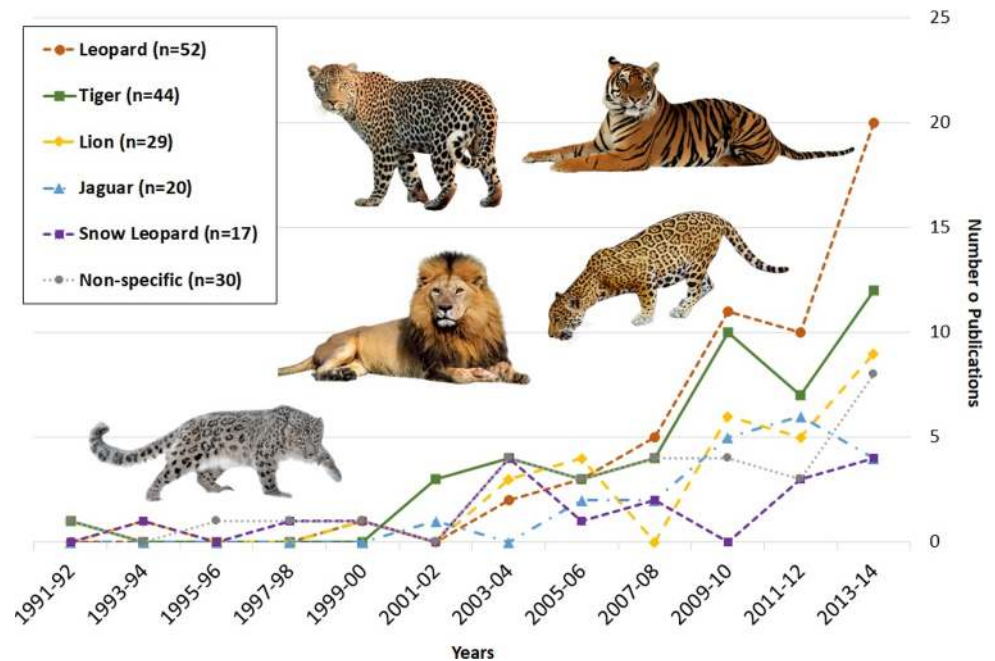 Leopard (n=52)
Tiger (n=44)
Lion (n=29)
Jaguar (n=20)
Snow Leopard (n=17)
Non-specific (n=30)
25
20
15
10
5
0
Number o Publications
1991-92
1993-94
1995-96
1997-98
1999-00
2001-02
2003-04
2005-06
2007-08
2009-10
2011-12
2013-14
Years